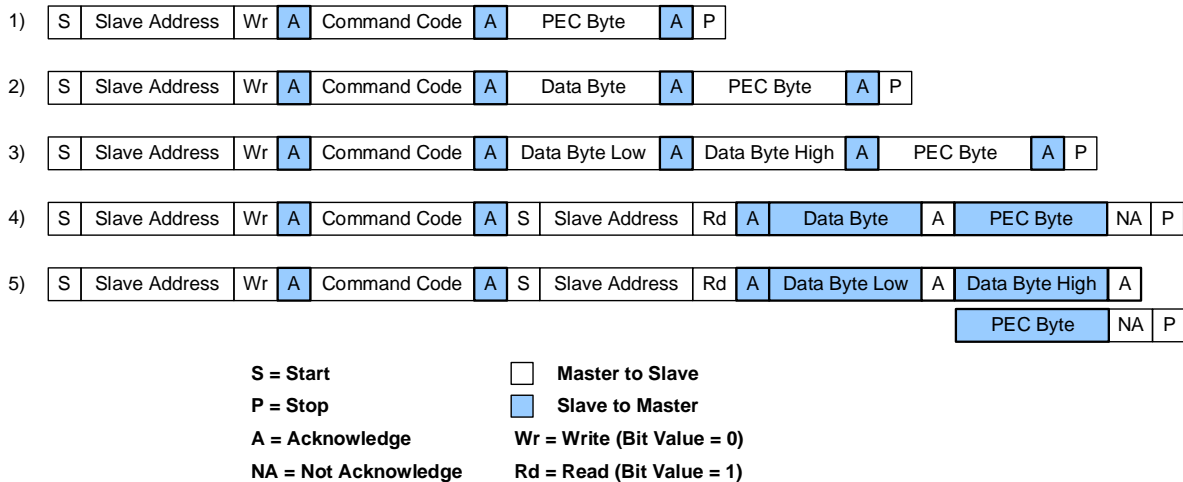 1) S Slave Address Wr A Command Code A PEC Byte A P
2) S Slave Address Wr A Command Code A Data Byte A PEC Byte A P
3) S Slave Address Wr A Command Code A Data Byte Low A Data Byte High A PEC Byte A P
4) S Slave Address Wr A Command Code A S Slave Address Rd A Data Byte A PEC Byte NA P
5) S Slave Address Wr A Command Code A S Slave Address Rd A Data Byte Low A Data Byte High A
PEC Byte NA P
S = Start Master to Slave
P = Stop Slave to Master
A = Acknowledge Wr = Write (Bit Value = 0)
NA = Not Acknowledge Rd = Read (Bit Value = 1)